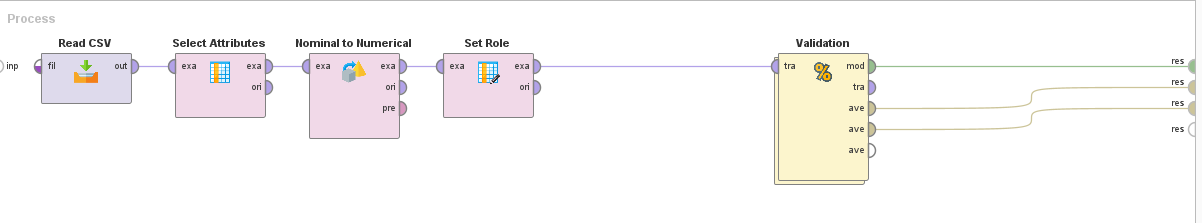 Process
Read CSV
Select Attributes
Nominal to Numerical
Set Role
Validation
inp
fil
out
exa
exa
ori
exa
exa
ori
pre
exa
exa
ori
tra
%
mod
tra
ave
ave
ave
res
res
res
res